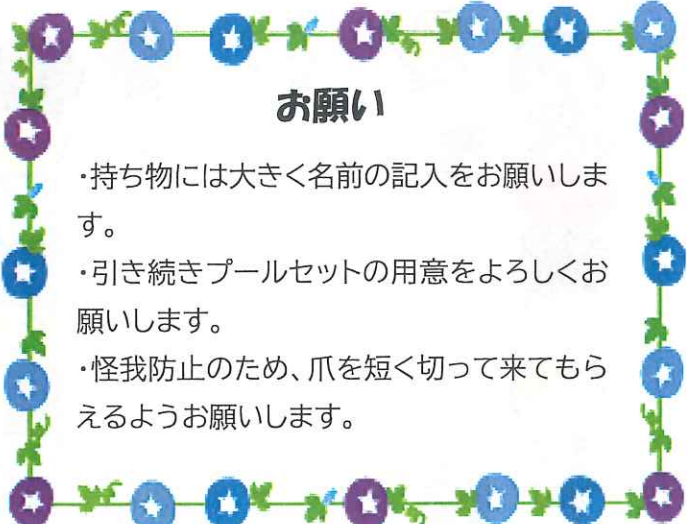 お願い
・持ち物には大きく名前の記入をお願いしま
す。
・引き続きプールセットの用意をよろしくお
願いします。
・怪我防止のため、爪を短く切って来てもら
えるようお願いします。